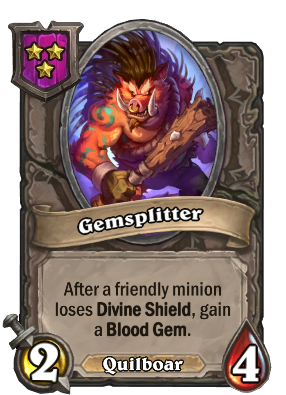 Gemsplitter
After a friendly minion
loses Divine Shield, gain
a Blood Gem.
2
Quilboar
4